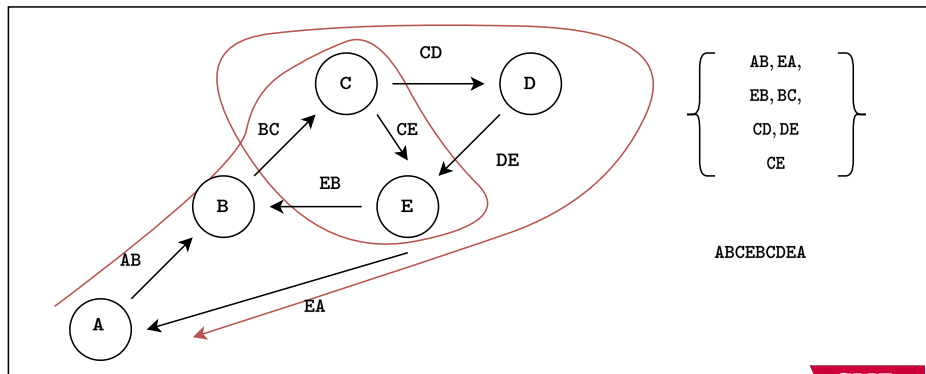 CD
C
D
BC
CE
DE
EB
B
E
AB
EA
A
AB, EA,
EB, BC,
CD, DE
CE
ABCEBCDEA